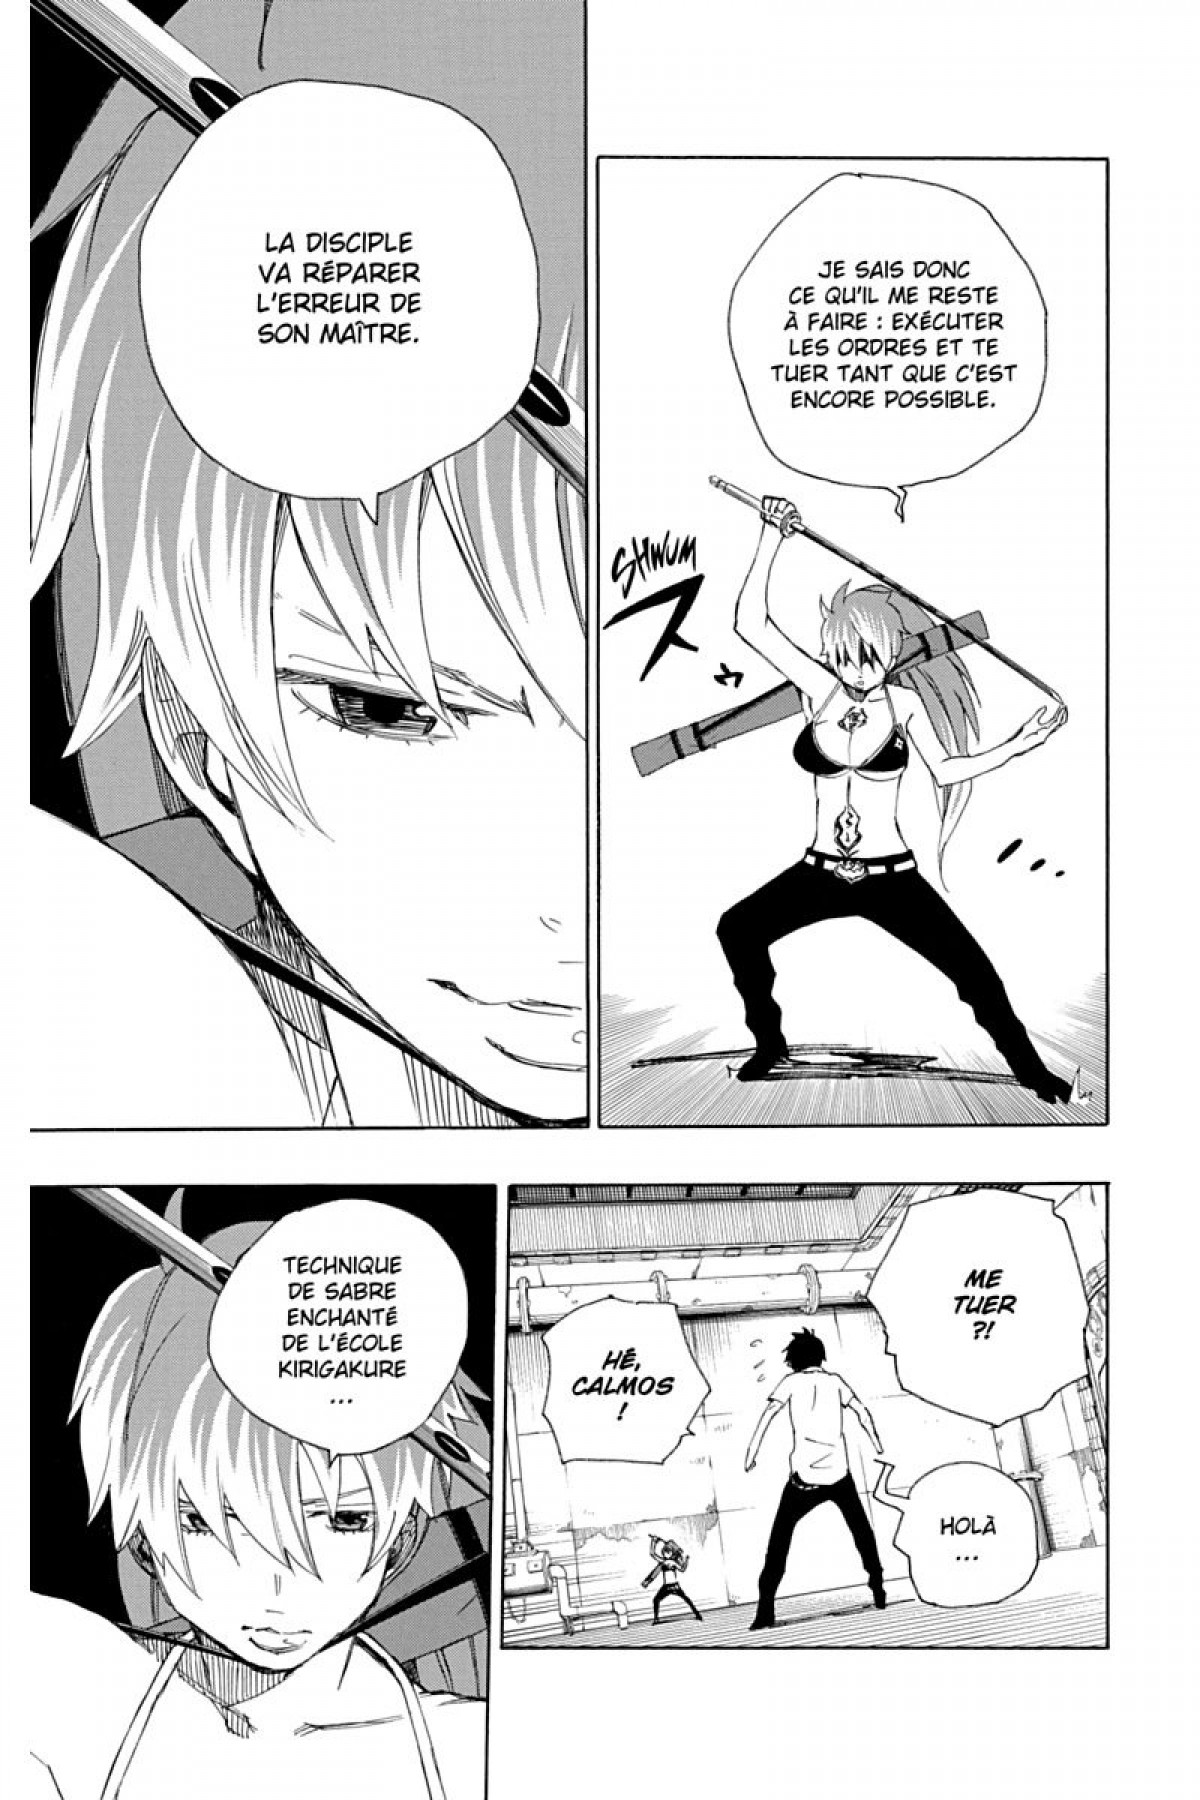 JE SAIS DONC
CE QU'IL ME RESTE
À FAIRE : EXÉCUTER
LES ORDRES ET TE
TUER TANT QUE C'EST
ENCORE POSSIBLE.
SHWUM
ス
LA DISCIPLE
VA RÉPARER
L'ERREUR DE
SON MAÎTRE.
ME
TUER
?!
HOLÀ
...
HÉ,
CALMOS
!
TECHNIQUE
DE SABRE
ENCHANTÉ
DE L'ÉCOLE
KIRIGAKURE
...